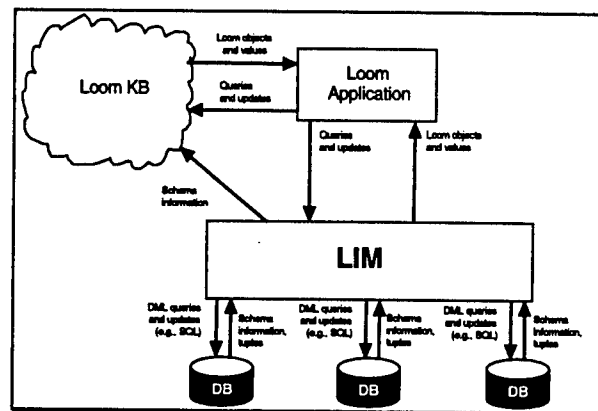 Loom objects
and values
Loom KB
Loom
Application
Queries
and updates
Queries
and updates
Loom objects
and values
Schema
information
LIM
DML queries
and updates
(e.g., SQL)
Schema
information,
tuples
DML queries
and updates
(e.g., SQL)
Schema
information,
tuples
DML queries
and updates
(e.g., SQL)
Schema
information,
tuples
DB
DB
DB